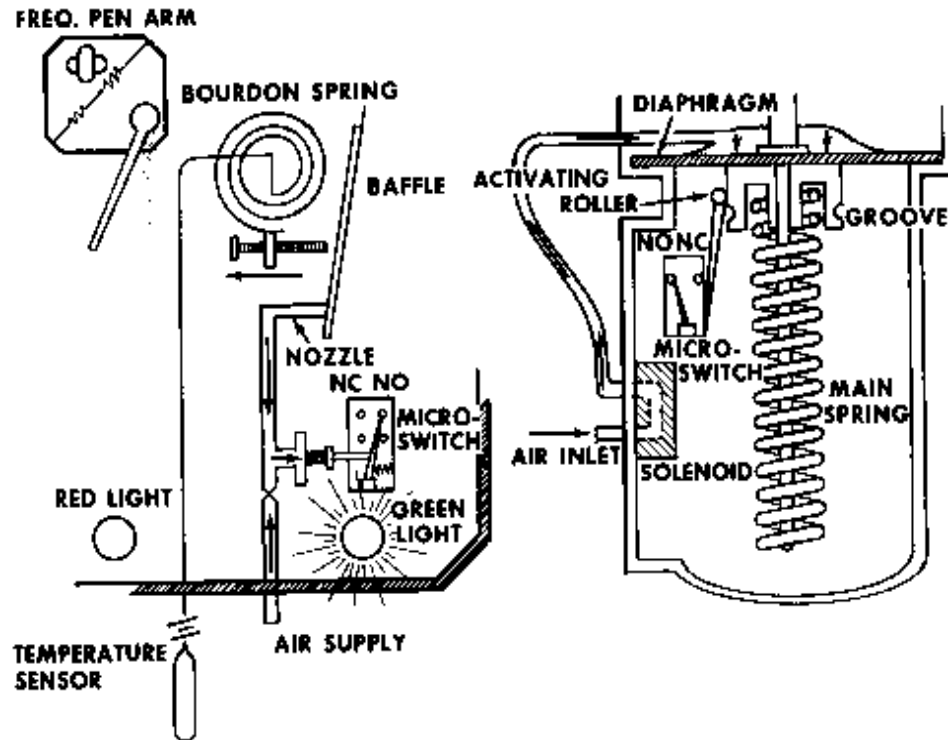 FREQ. PEN ARM
BOURDON SPRING
BAFFLE
NOZZLE
NC NO
MICRO-
SWITCH
RED LIGHT
GREEN
LIGHT
AIR SUPPLY
TEMPERATURE
SENSOR
DIAPHRAGM
ACTIVATING
ROLLER
GROOVE
NO NC
MICRO-
SWITCH
MAIN
SPRING
AIR INLET
SOLENOID